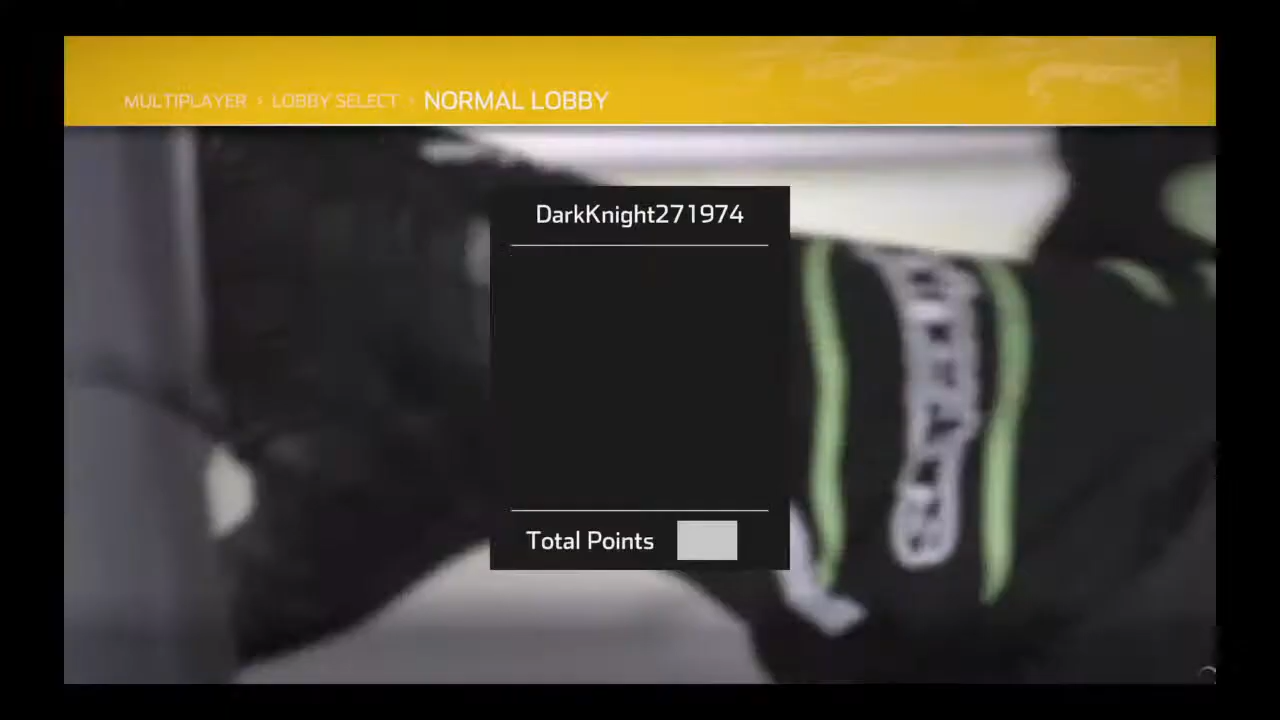 MULTIPLAYER › LOBBY SELECT › NORMAL LOBBY
DarkKnight271974
Total Points